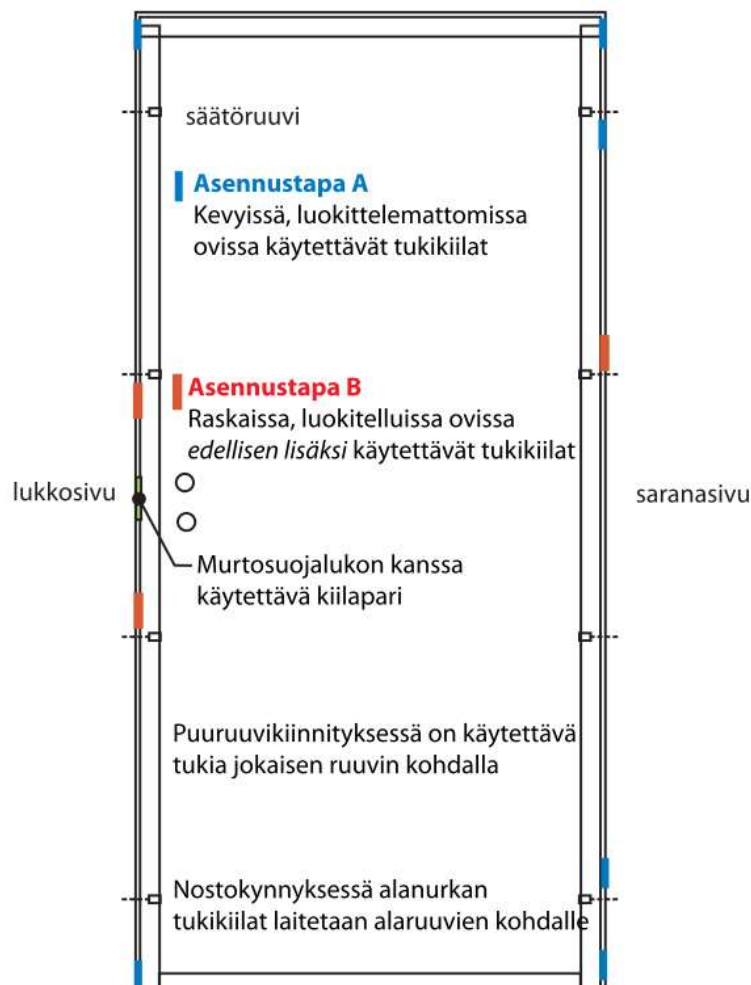 säätöruuvi
Asennustapa A
Kevyissä, luokittelemattomissa
ovissa käytettävät tukikiilat
Asennustapa B
Raskaissa, luokitelluissa ovissa
edellisen lisäksi käytettävät tukikiilat
lukkosivu
saranasivu
Murtosuojalukon kanssa
käytettävä kiilapari
Puuruuvikiinnityksessä on käytettävä
tukia jokaisen ruuvin kohdalla
Nostokynnyksessä alanurkan
tukikiilat laitetaan alaruuvien kohdalle